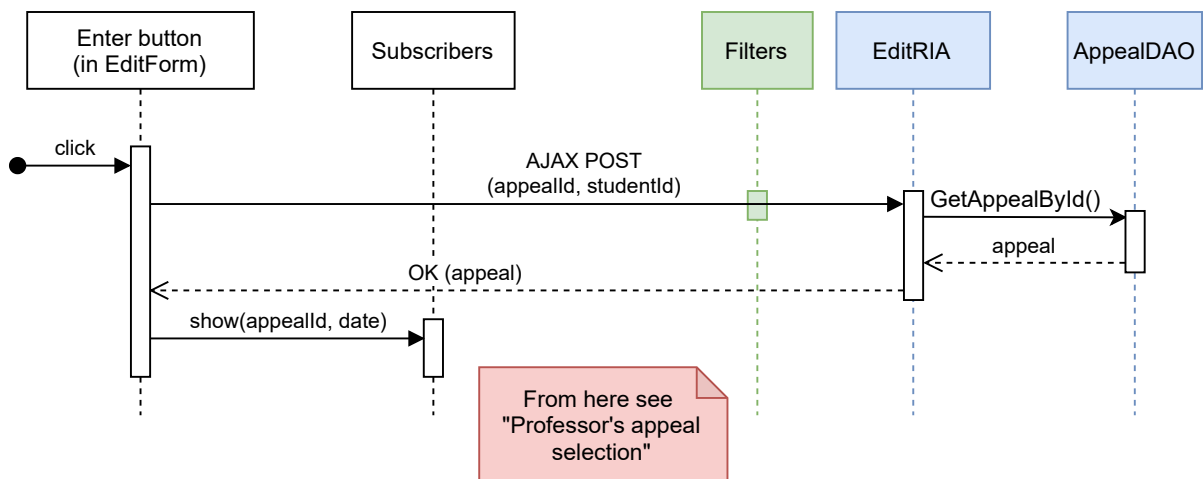 Enter button
(in EditForm)
Subscribers
Filters
EditRIA
AppealDAO
click
AJAX POST
(appealId, studentId)
GetAppealById()
appeal
OK (appeal)
show(appealId, date)
From here see
"Professor's appeal
selection"